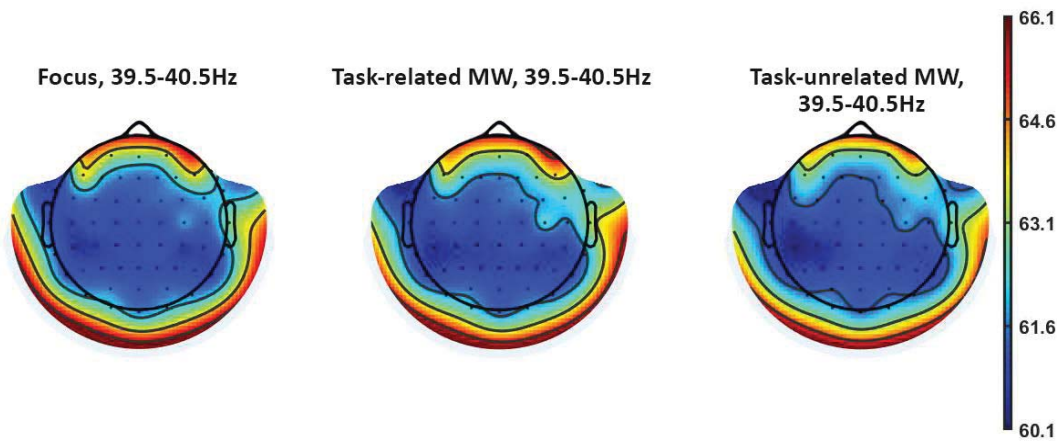 Focus, 39.5-40.5Hz
Task-related MW, 39.5-40.5Hz
Task-unrelated MW,
39.5-40.5Hz
66.1
64.6
63.1
61.6
60.1